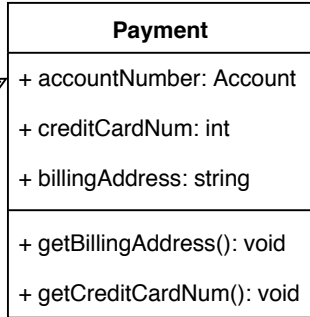 Payment
+ accountNumber: Account
+ creditCardNum: int
+ billingAddress: string
+ getBillingAddress(): void
+ getCreditCardNum(): void